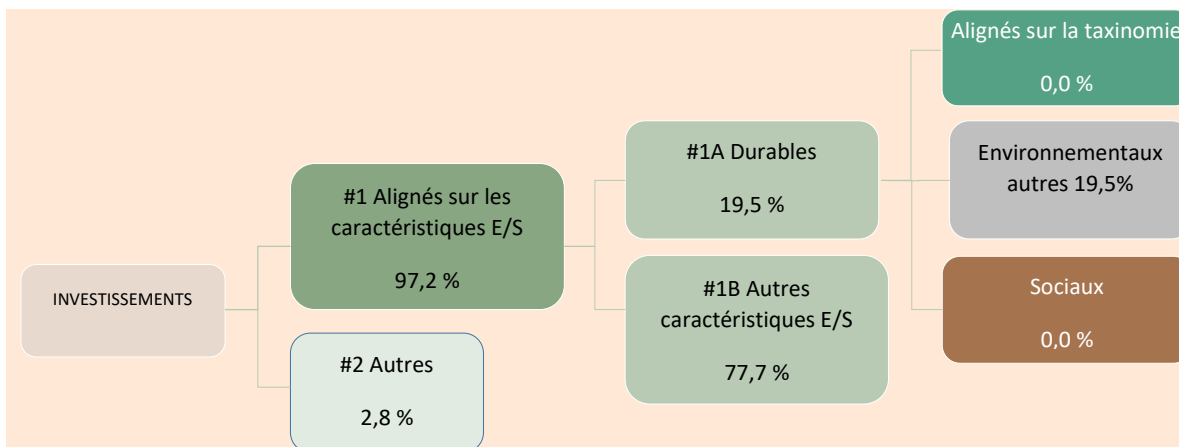 INVESTISSEMENTS
#1 Alignés sur les
caractéristiques E/S
97,2 %
#2 Autres
2,8 %
#1A Durables
19,5 %
#1B Autres
caractéristiques E/S
77,7 %
Alignés sur la taxinomie
0,0 %
Environnementaux
autres 19,5%
Sociaux
0,0 %